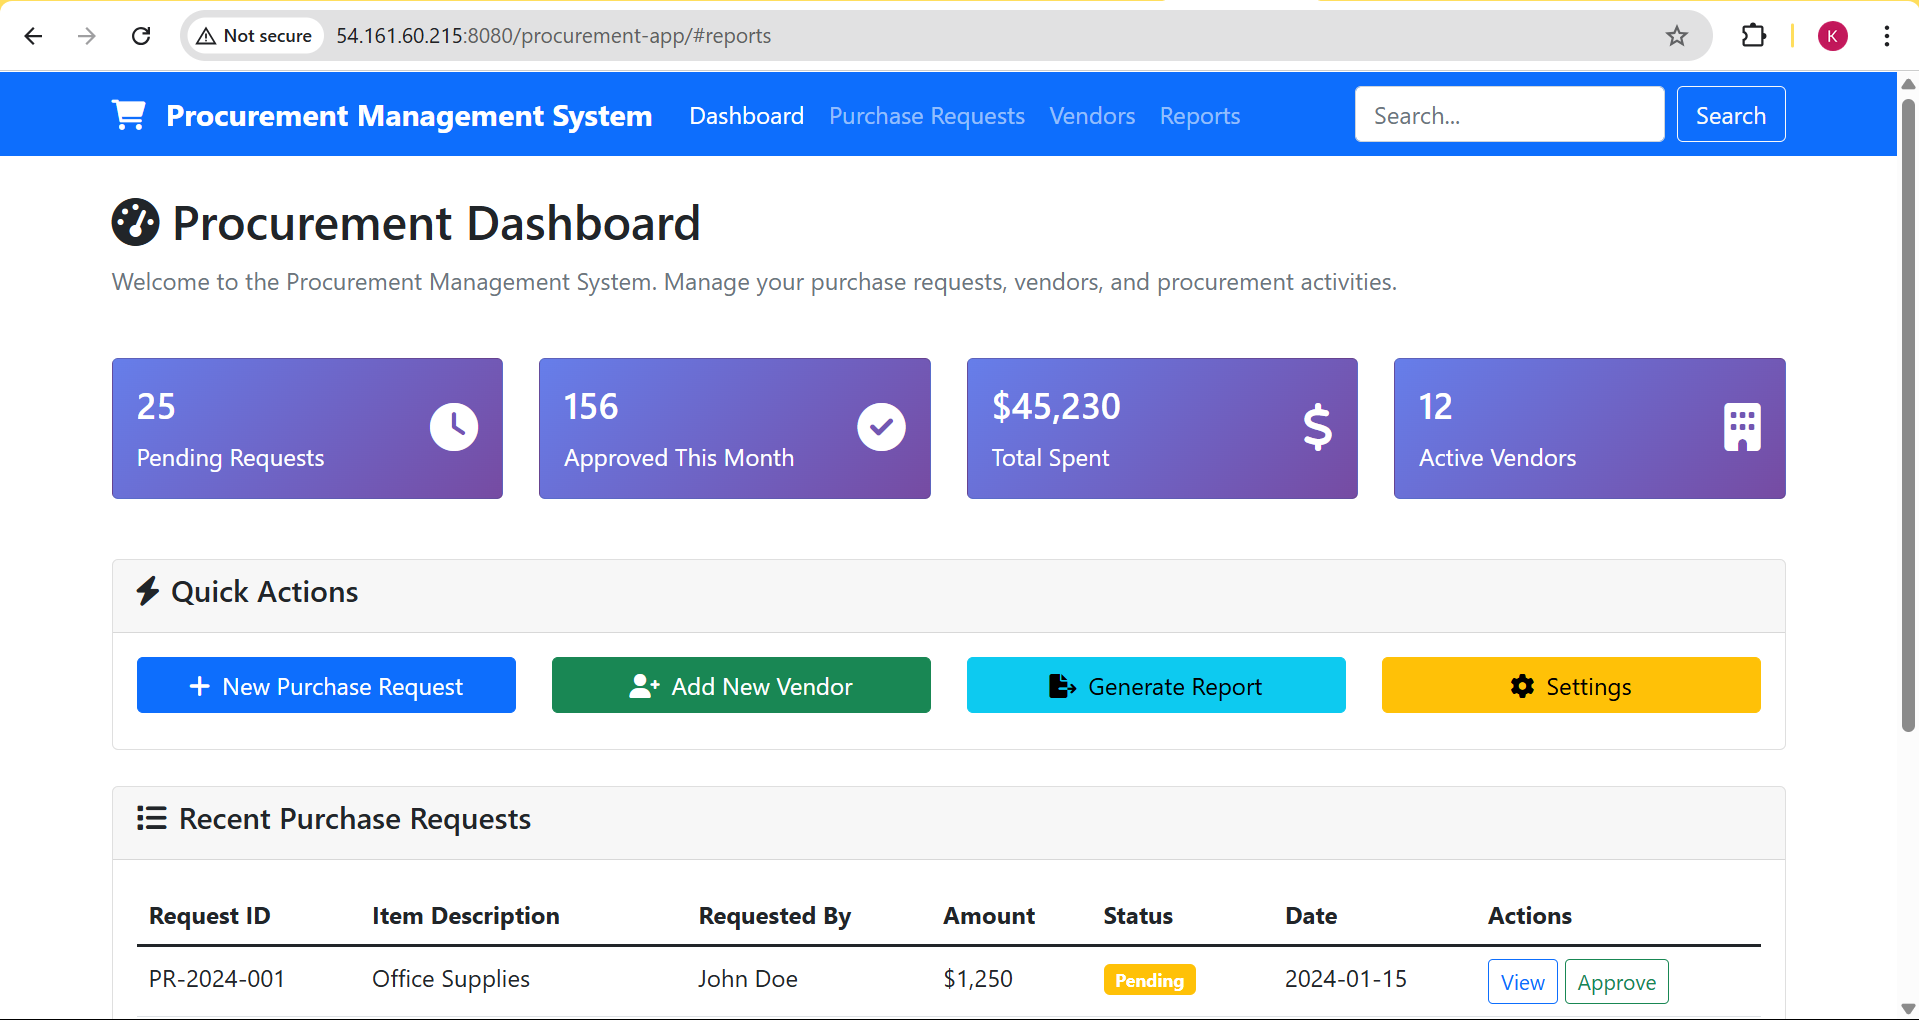 Not secure 54.161.60.215:8080/procurement-app/#reports K
Procurement Management System Dashboard Purchase Requests Vendors Reports Search... Search
Procurement Dashboard
Welcome to the Procurement Management System. Manage your purchase requests, vendors, and procurement activities.
25 156 $45,230 12
Pending Requests Approved This Month Total Spent Active Vendors
Quick Actions
New Purchase Request Add New Vendor Generate Report Settings
Recent Purchase Requests
Request ID Item Description Requested By Amount Status Date Actions
PR-2024-001 Office Supplies John Doe $1,250 Pending 2024-01-15 View Approve